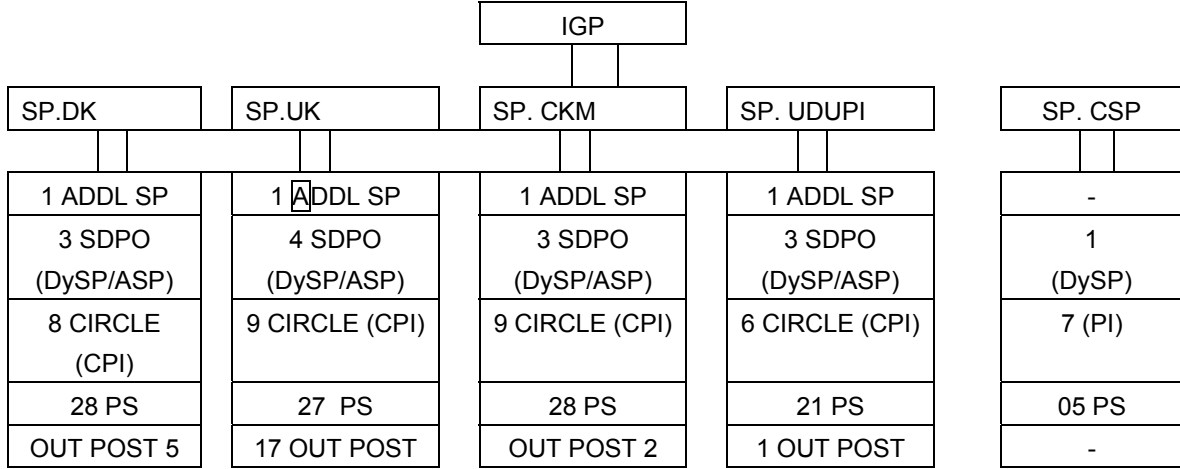 IGP
SP.DK
SP.UK
SP. CKM
SP. UDUPI
SP. CSP
1 ADDL SP
1 ADDL SP
1 ADDL SP
1 ADDL SP
-
3 SDPO
(DySP/ASP)
4 SDPO
(DySP/ASP)
3 SDPO
(DySP/ASP)
3 SDPO
(DySP/ASP)
1
(DySP)
8 CIRCLE
(CPI)
9 CIRCLE (CPI)
9 CIRCLE (CPI)
6 CIRCLE (CPI)
7 (PI)
28 PS
27 PS
28 PS
21 PS
05 PS
OUT POST 5
17 OUT POST
OUT POST 2
1 OUT POST
-